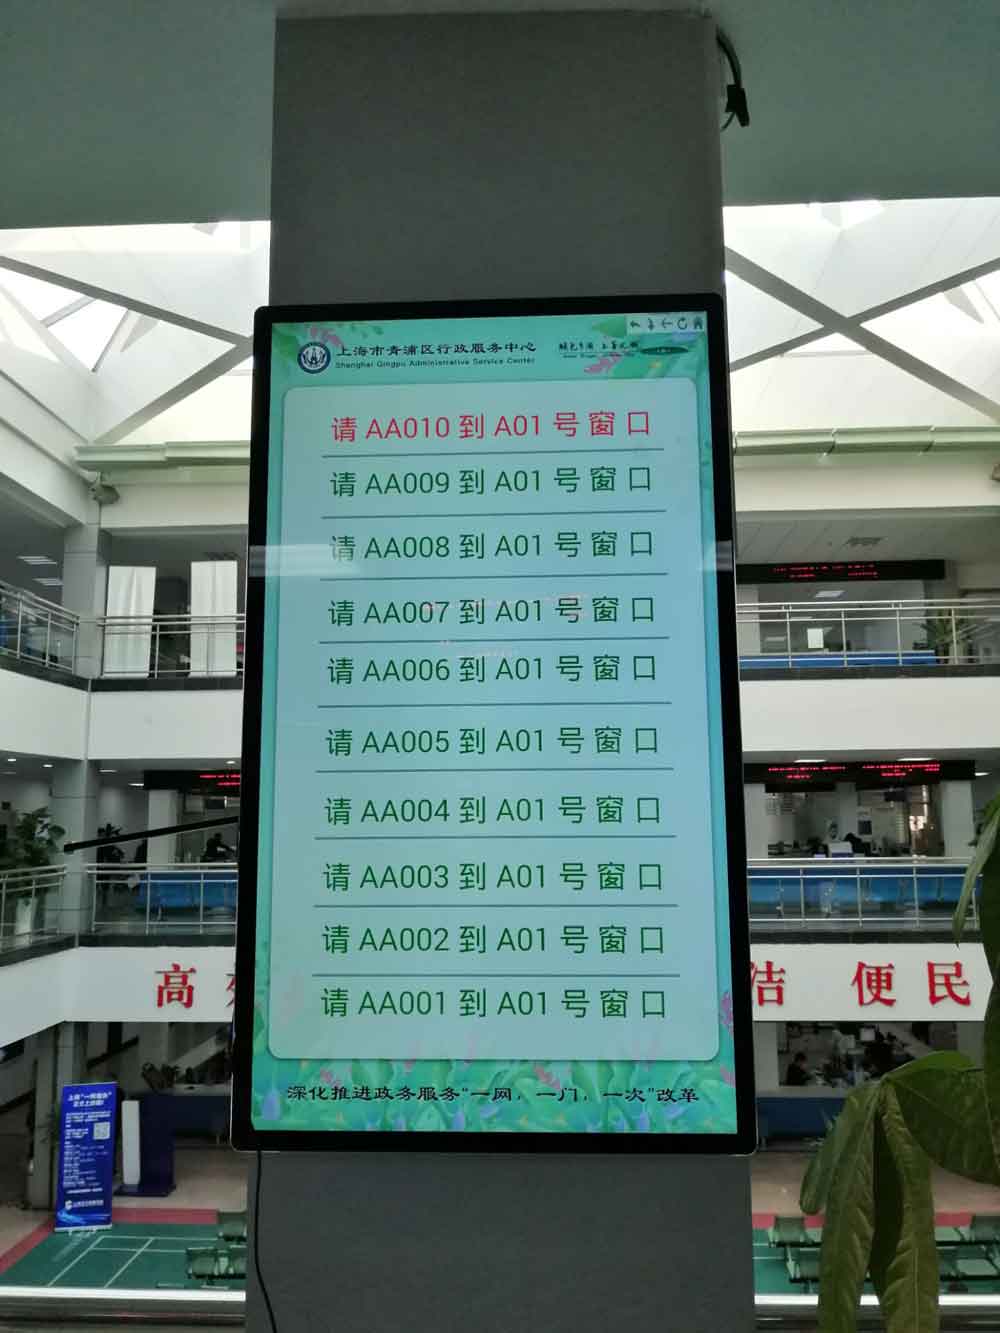 上海市青浦区行政服务中心
Shanghai Qingpu Administrative Service Center
请 AA010 到 A01 号 窗 口
请 AA009 到 A01 号 窗 口
请 AA008 到 A01 号 窗 口
请 AA007 到 A01 号 窗 口
请 AA006 到 A01 号 窗 口
请 AA005 到 A01 号 窗 口
请 AA004 到 A01 号 窗 口
请 AA003 到 A01 号 窗 口
请 AA002 到 A01 号 窗 口
请 AA001 到 A01 号 窗 口
高
洁 便民
深化推进政务服务“一网，一门，一次”改革